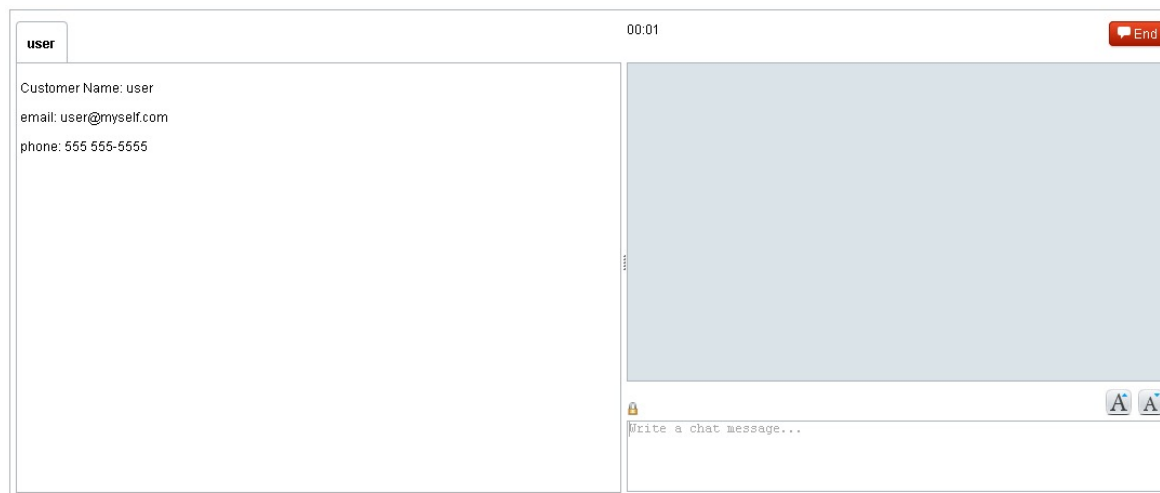 user
Customer Name: user
email: user@myself.com
phone: 555 555-5555
00:01
End
A A
Write a chat message...